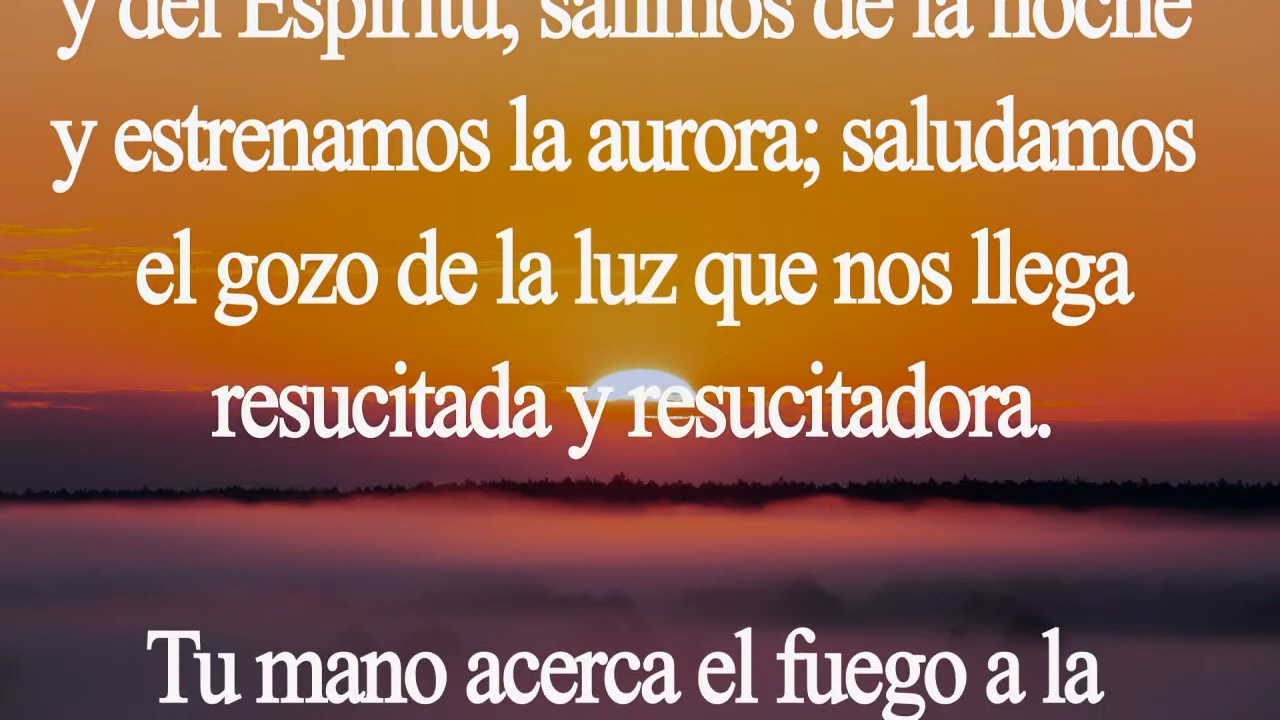 y del Espíritu, salimos de la noche
y estrenamos la aurora; saludamos
el gozo de la luz que nos llega
resucitada y resucitadora.
Tu mano acerca el fuego a la